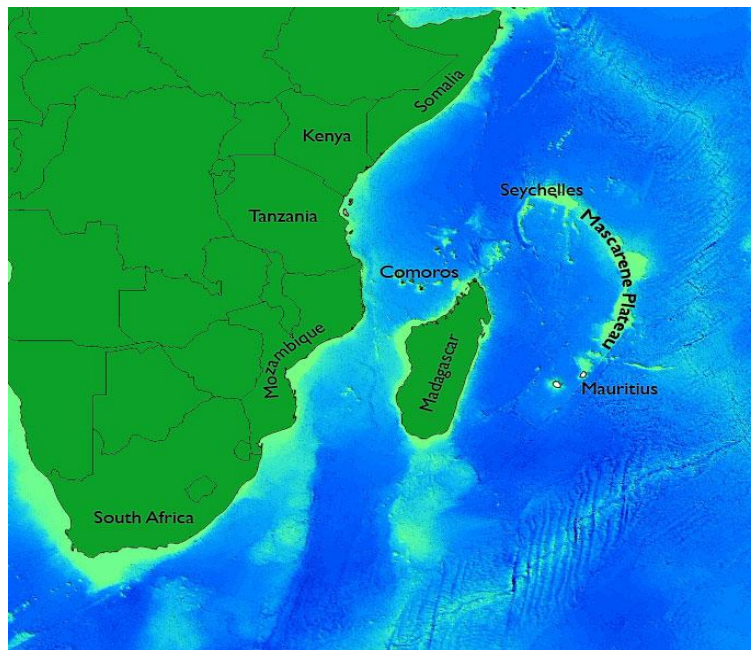 Somalia
Kenya
Seychelles
Tanzania
Mascarene Plateau
Comoros
Mozambique
Madagascar
Mauritius
South Africa